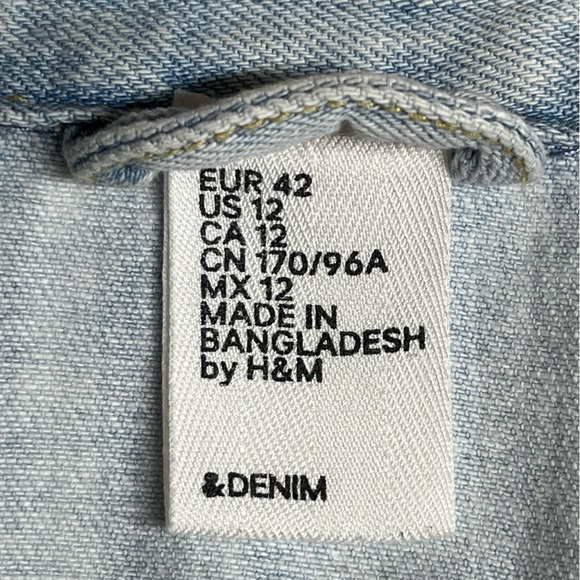 EUR 42
US 12
CA 12
CN 170/96A
MX 12
MADE IN
BANGLADESH
by H&M
&DENIM